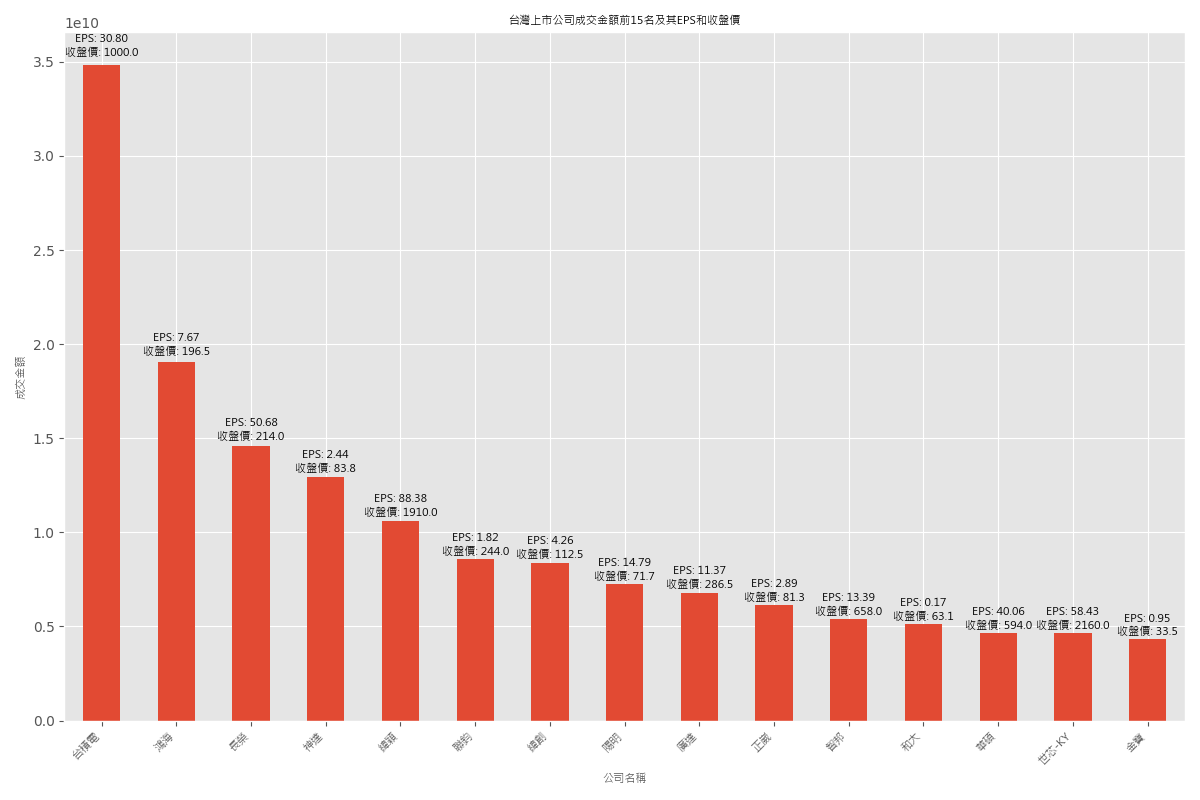 台灣上市公司成交金額前15名及其EPS和收盤價
1e10
3.5
3.0
2.5
2.0
1.5
1.0
0.5
0.0
成交金額
EPS: 30.80
收盤價: 1000.0
EPS: 7.67
收盤價: 196.5
EPS: 50.68
收盤價: 214.0
EPS: 2.44
收盤價: 83.8
EPS: 88.38
收盤價: 1910.0
EPS: 1.82
收盤價: 244.0
EPS: 4.26
收盤價: 112.5
EPS: 14.79
收盤價: 71.7
EPS: 11.37
收盤價: 286.5
EPS: 2.89
收盤價: 81.3
EPS: 13.39
收盤價: 658.0
EPS: 0.17
收盤價: 63.1
EPS: 40.06
收盤價: 594.0
EPS: 58.43
收盤價: 2160.0
EPS: 0.95
收盤價: 33.5
台積電
鴻海
長榮
神達
緯穎
聯鈞
緯創
陽明
廣達
正崴
智邦
和大
華碩
世芯-KY
金寶
公司名稱